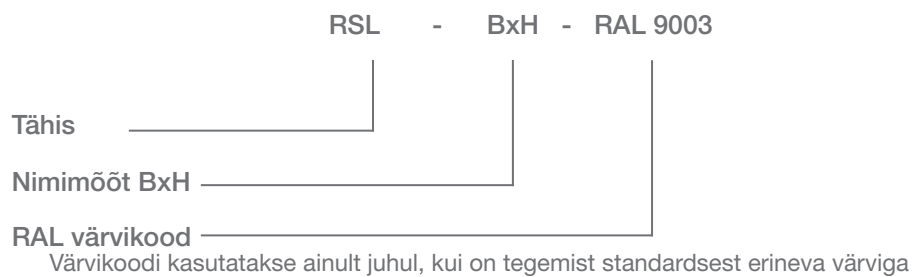 RSL - BxH - RAL 9003
Tähis
Nimimõõt BxH
RAL värvikood
Värvikoodi kasutatakse ainult juhul, kui on tegemist standardsest erineva värviga